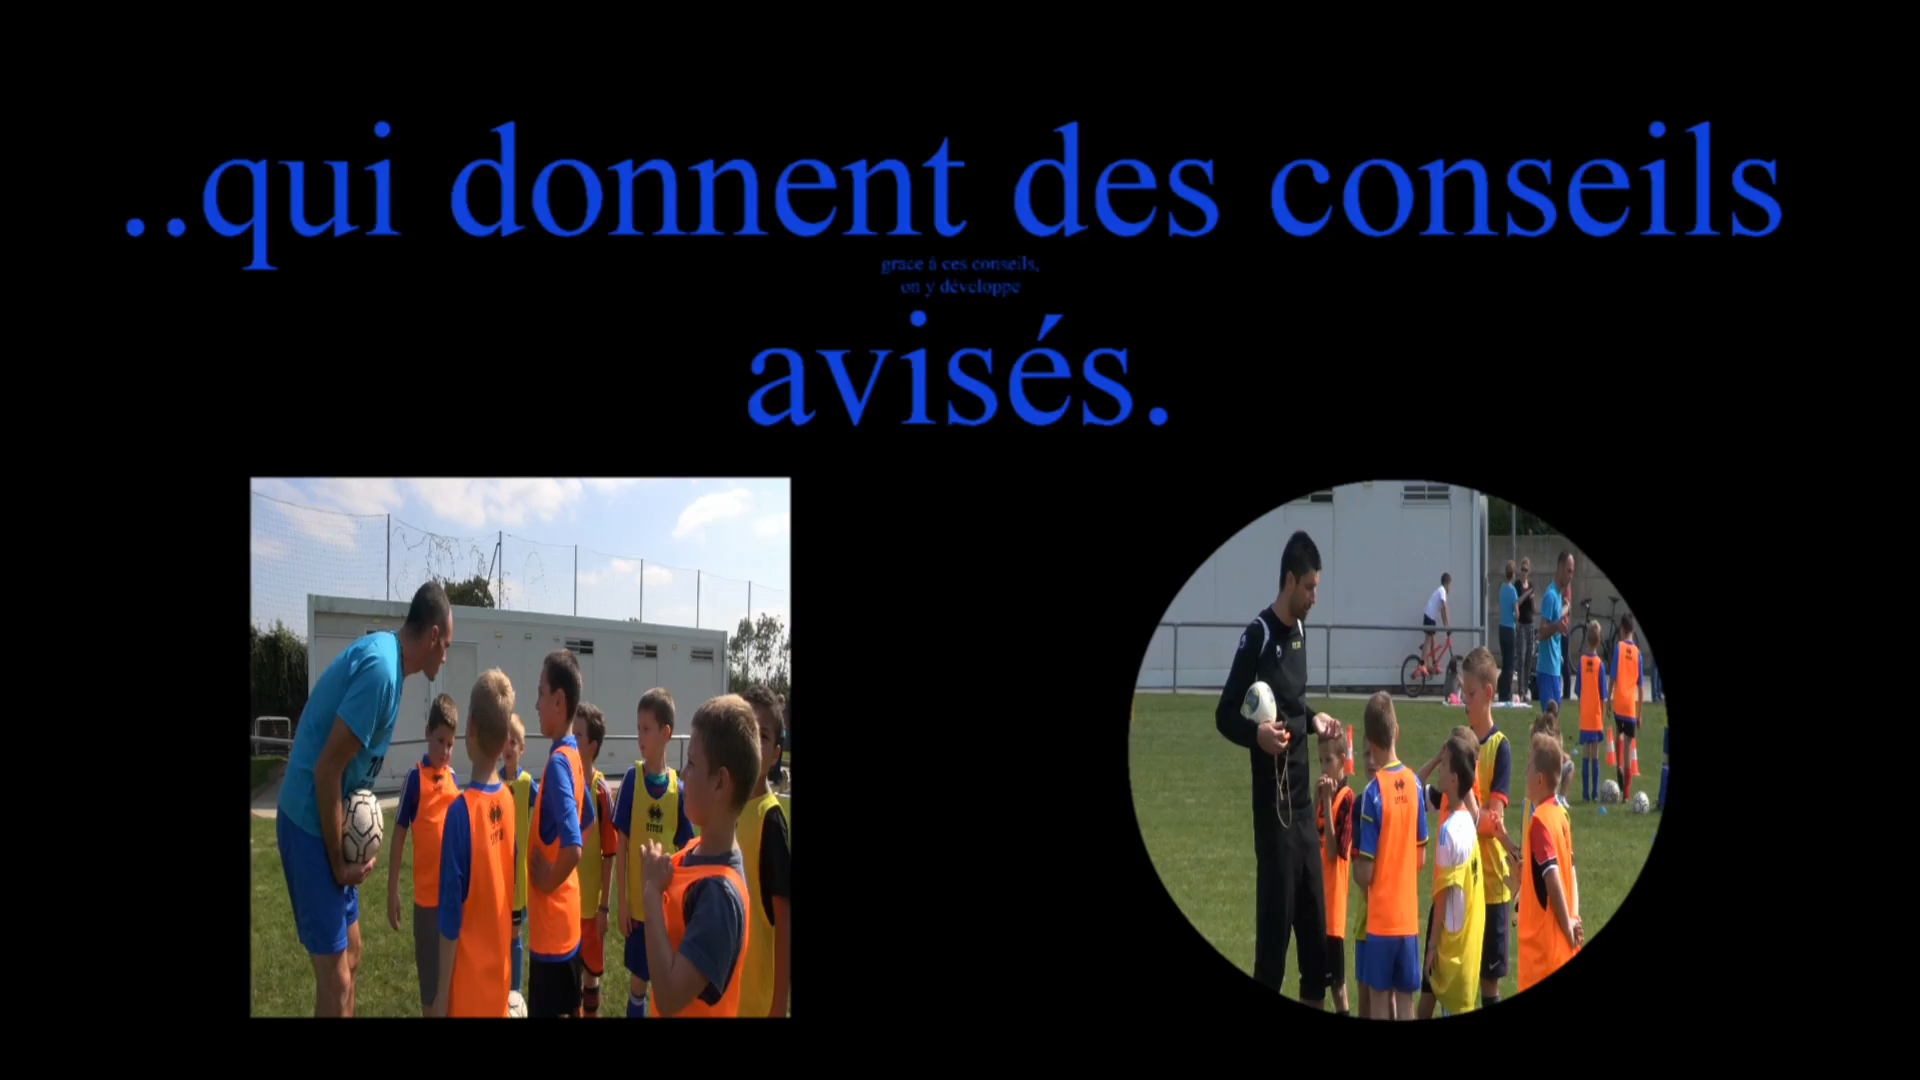 ..qui donnent des conseils
grace à ces conseils,
on y développe
avisés.